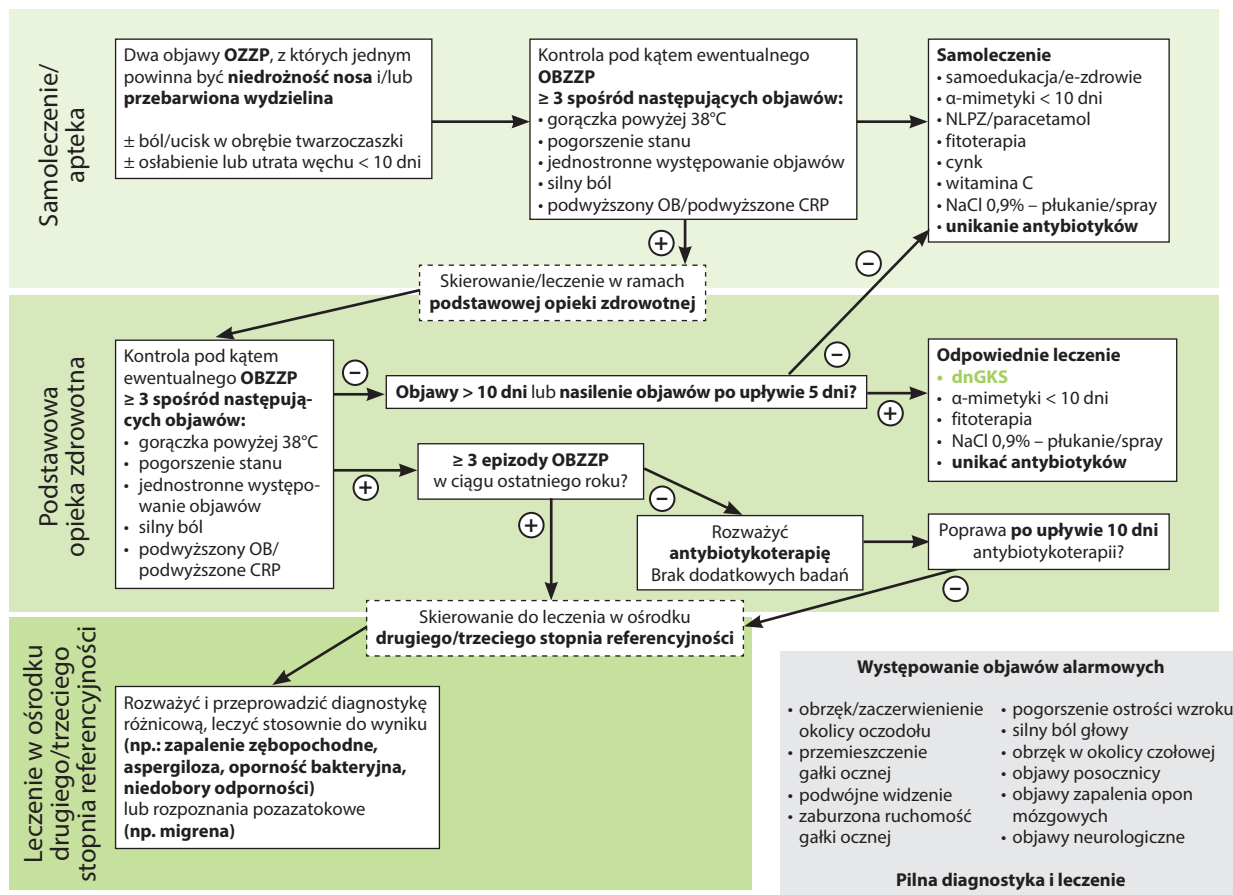 Samoleczenie/
apteka
Dwa objawy OZZP, z których jednym
powinna być niedrożność nosa i/lub
przebarwiona wydzielina
± ból/ucisk w obrębie twarzoczaszki
± osłabienie lub utrata węchu < 10 dni
Kontrola pod kątem ewentualnego
OBZZP
≥ 3 spośród następujących objawów:
• gorączka powyżej 38°C
• pogorszenie stanu
• jednostronne występowanie objawów
• silny ból
• podwyższony OB/podwyższone CRP
Samoleczenie
• samoedukacja/e-zdrowie
• α-mimetyki < 10 dni
• NLPZ/paracetamol
• fitoterapia
• cynk
• witamina C
• NaCl 0,9% – płukanie/spray
• unikanie antybiotyków
+
−
Skierowanie/leczenie w ramach
podstawowej opieki zdrowotnej
Podstawowa
opieka zdrowotna
Kontrola pod kątem
ewentualnego OBZZP
≥ 3 spośród następują-
cych objawów:
• gorączka powyżej 38°C
• pogorszenie stanu
• jednostronne występo-
wanie objawów
• silny ból
• podwyższony OB/
podwyższone CRP
−
Objawy > 10 dni lub nasilenie objawów po upływie 5 dni?
−
+
Odpowiednie leczenie
• dnGKS
• α-mimetyki < 10 dni
• fitoterapia
• NaCl 0,9% – płukanie/spray
• unikać antybiotyków
+
≥ 3 epizody OBZZP
w ciągu ostatniego roku?
−
+
Rozważyć
antybiotykoterapię
Brak dodatkowych badań
Poprawa po upływie 10 dni
antybiotykoterapii?
−
Skierowanie do leczenia w ośrodku
drugiego/trzeciego stopnia referencyjności
Leczenie w ośrodku
drugiego/trzeciego
stopnia referencyjności
Rozważyć i przeprowadzić diagnostykę
różnicową, leczyć stosownie do wyniku
(np.: zapalenie zębopochodne,
aspergiloza, oporność bakteryjna,
niedobory odporności)
lub rozpoznania pozazatokowe
(np. migrena)
Występowanie objawów alarmowych
• obrzęk/zaczerwienienie
okolicy oczodołu
• przemieszczenie
gałki ocznej
• podwójne widzenie
• zaburzona ruchomość
gałki ocznej
• pogorszenie ostrości wzroku
• silny ból głowy
• obrzęk w okolicy czołowej
• objawy posocznicy
• objawy zapalenia opon
mózgowych
• objawy neurologiczne
Pilna diagnostyka i leczenie